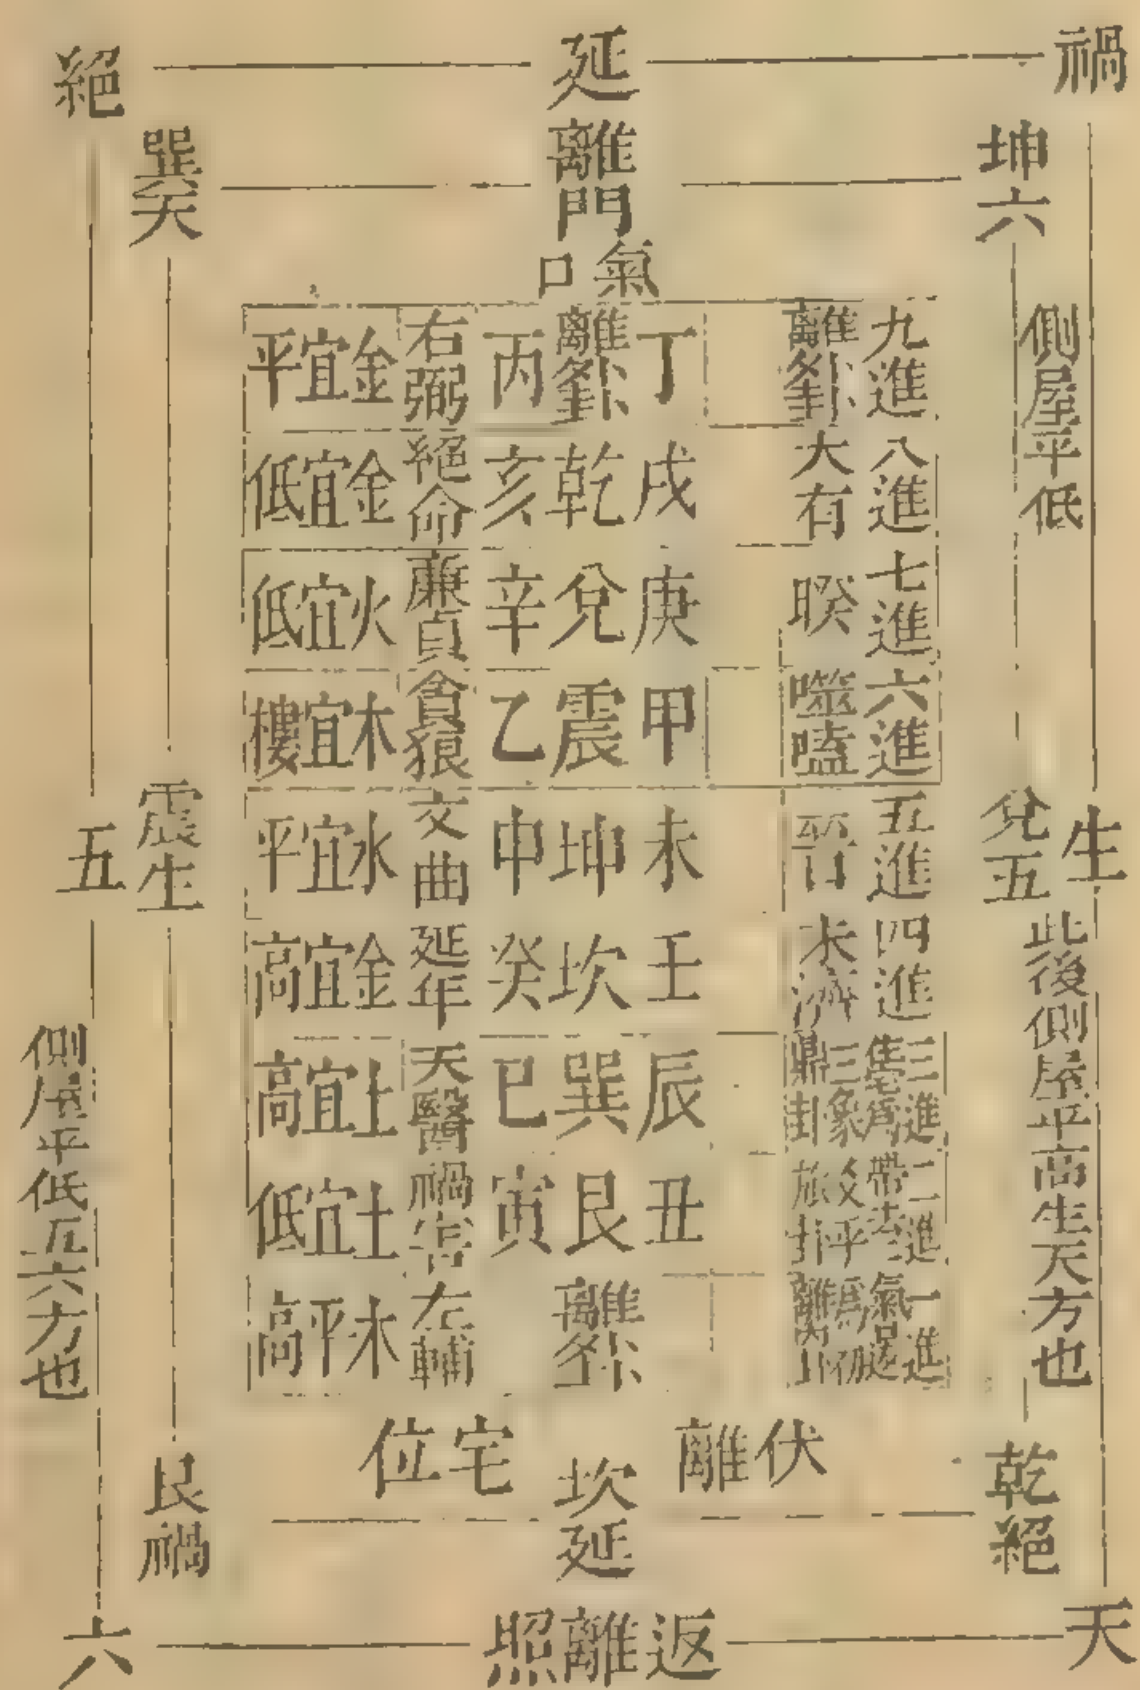 禍
延
絕
坤六
離門
巽天
氣口
側屋平低
兌五
生
此後側屋平高生天方也
乾絕
天
九進
八進
七進
六進
五進
四進
三進
二進
一進
離卦
大有
睽
噬嗑
晉
未濟
鼎卦三象
旅卦
丁離卦丙
戌乾亥
庚兌辛
甲震乙
未坤申
壬坎癸
辰巽巳
丑艮寅
離卦
右弼
絕命
廉貞
貪狼
文曲
延年
天醫
禍害
左輔
金宜平
金宜低
火宜低
木宜樓
水宜平
金宜高
土宜高
土宜低
木平高
震生
五
側屋平低五六方也
艮禍
六
伏離
宅位
坎延
返離照